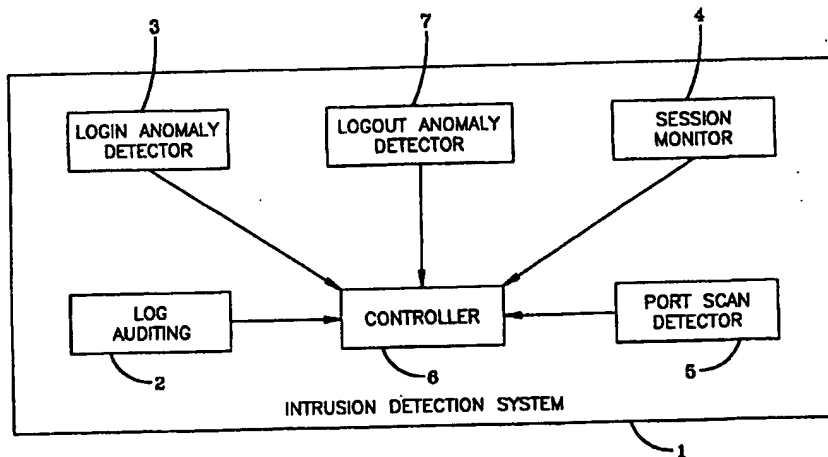 3
7
4
LOGIN ANOMALY
DETECTOR
LOGOUT ANOMALY
DETECTOR
SESSION
MONITOR
LOG
AUDITING
CONTROLLER
PORT SCAN
DETECTOR
2
6
5
INTRUSION DETECTION SYSTEM
1